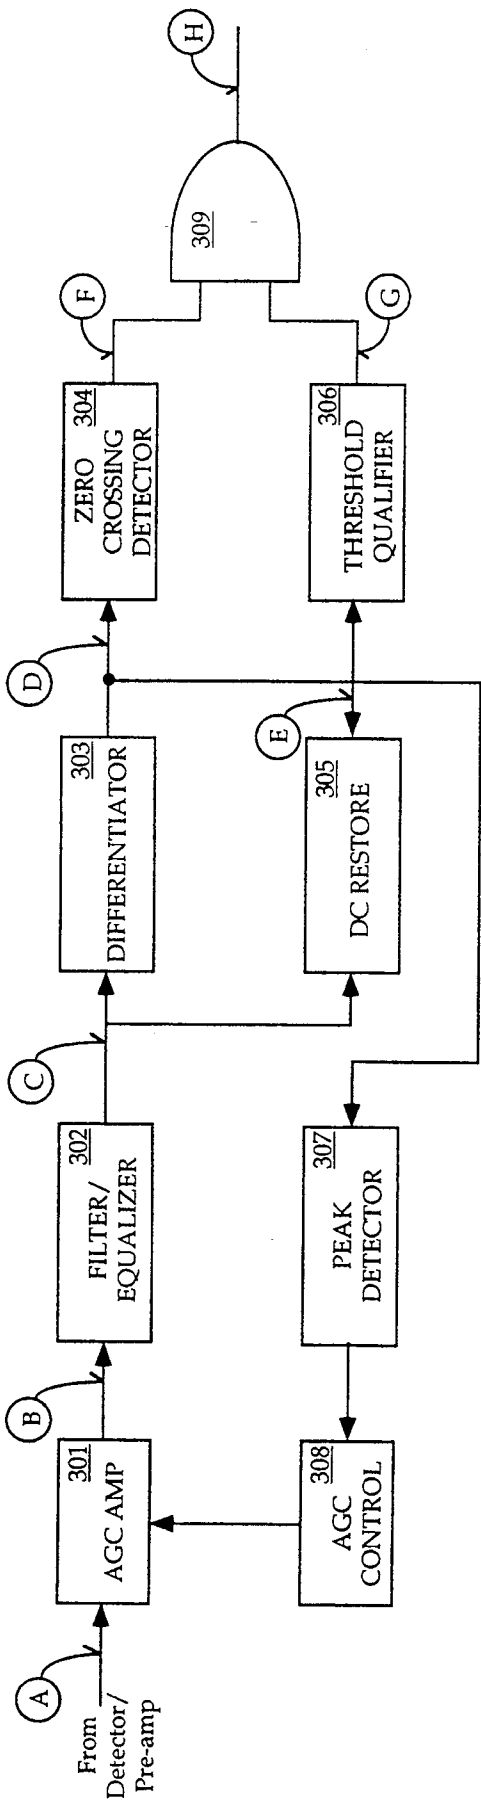 From
Detector/
Pre-amp
A
301
AGC AMP
B
302
FILTER/
EQUALIZER
C
303
DIFFERENTIATOR
D
304
ZERO
CROSSING
DETECTOR
F
309
H
308
AGC
CONTROL
307
PEAK
DETECTOR
305
DC RESTORE
E
306
THRESHOLD
QUALIFIER
G